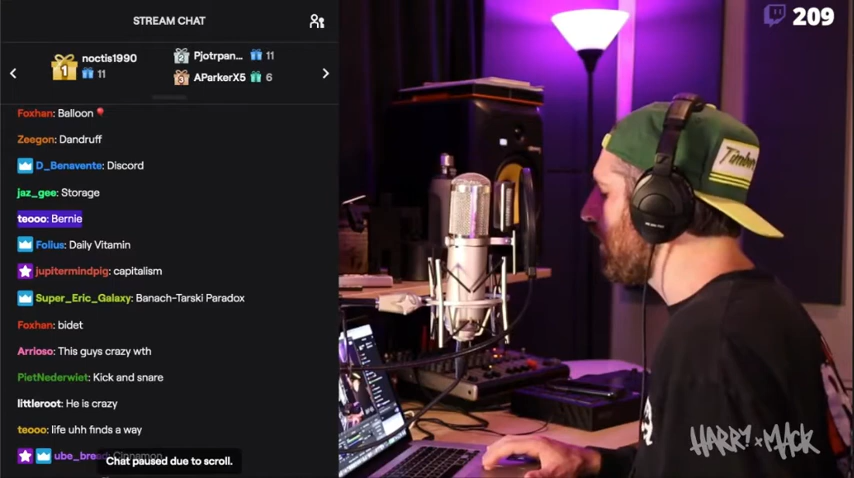 STREAM CHAT
209
noctis1990
1
11
2
Pjotrpan... 11
3
AParkerX5 6
Foxhan: Balloon
Zeegon: Dandruff
D_Benavente: Discord
jaz_gee: Storage
teooo: Bernie
Folius: Daily Vitamin
jupitermindpig: capitalism
Super_Eric_Galaxy: Banach-Tarski Paradox
Foxhan: bidet
Arrioso: This guys crazy wth
PietNederwiet: Kick and snare
littleroot: He is crazy
teooo: life uhh finds a way
Chat paused due to scroll.
HARRY x MACK